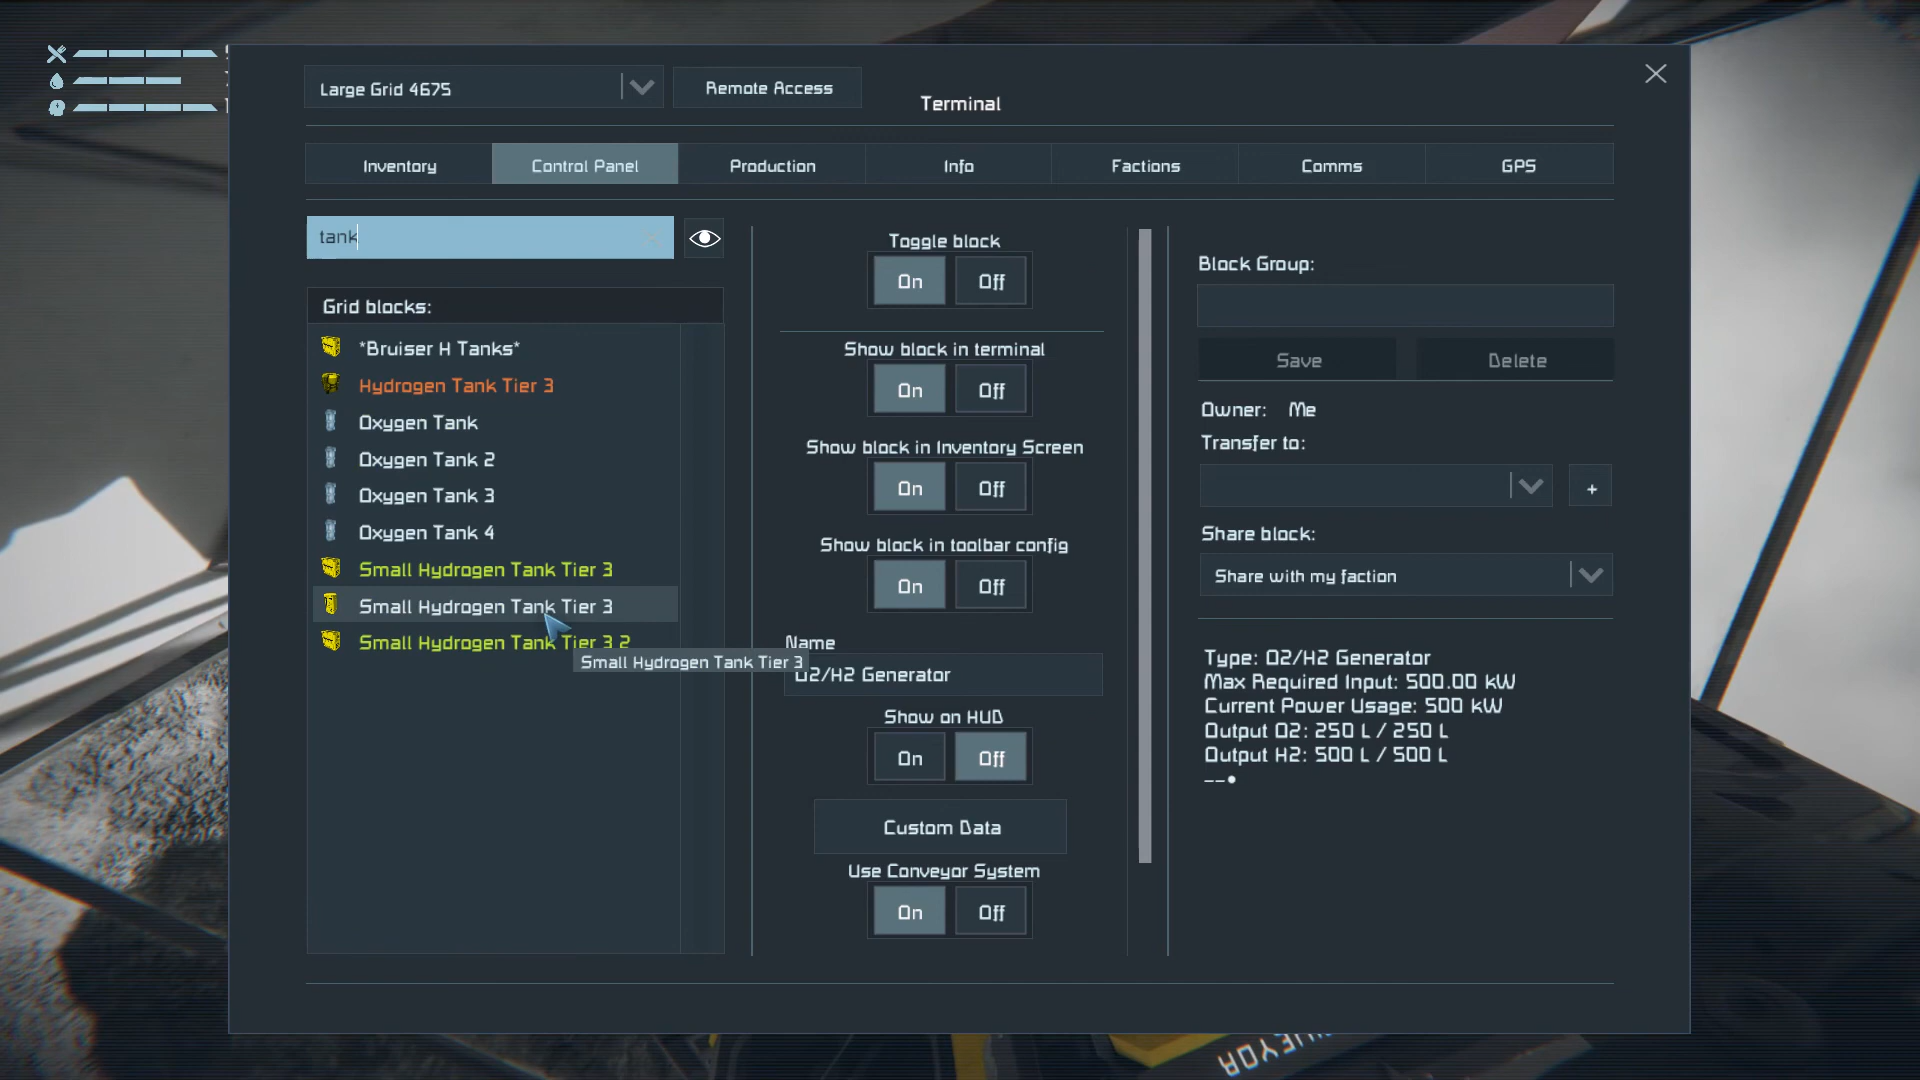 Large Grid 4675
Remote Access
Terminal
Inventory
Control Panel
Production
Info
Factions
Comms
GPS
tank
Grid blocks:
*Bruiser H Tanks*
Hydrogen Tank Tier 3
Oxygen Tank
Oxygen Tank 2
Oxygen Tank 3
Oxygen Tank 4
Small Hydrogen Tank Tier 3
Small Hydrogen Tank Tier 3
Small Hydrogen Tank Tier 3 2
Small Hydrogen Tank Tier 3
Toggle block
On Off
Show block in terminal
On Off
Show block in Inventory Screen
On Off
Show block in toolbar config
On Off
Name
O2/H2 Generator
Show on HUD
On Off
Custom Data
Use Conveyor System
On Off
Block Group:
Save
Delete
Owner: Me
Transfer to:
+
Share block:
Share with my faction
Type: O2/H2 Generator
Max Required Input: 500.00 kW
Current Power Usage: 500 kW
Output O2: 250 L / 250 L
Output H2: 500 L / 500 L
--•